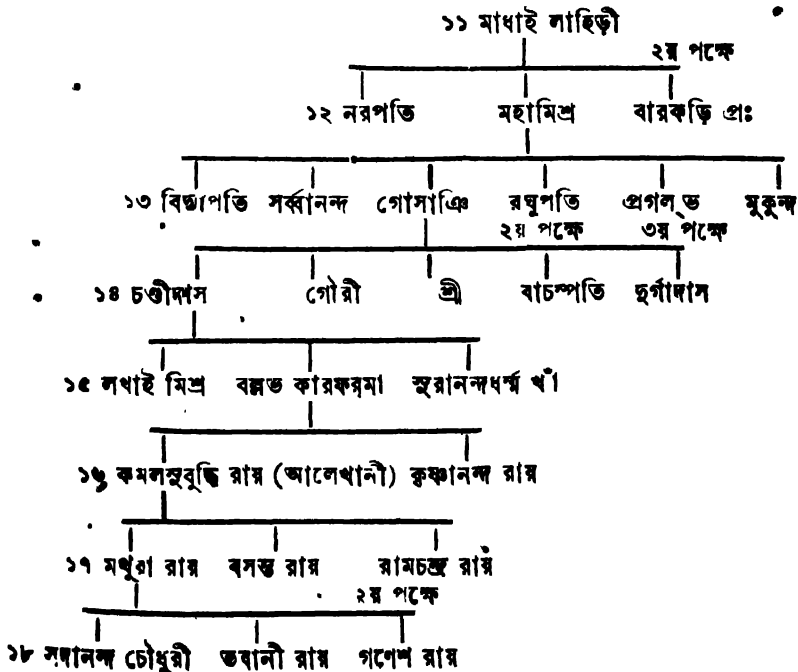 ১১ মাধাই লাহিড়ী
২য় পক্ষে
১২ নরপতি মহামিশ্র বারকড়ি প্রঃ
১৩ বিদ্যাপতি সর্ব্বানন্দ গোসাঞি রঘুপতি প্রগল্ভ মুকুন্দ
২য় পক্ষে ৩য় পক্ষে
১৪ চণ্ডীদাস গৌরী শ্রী বাচস্পতি দুর্গাদাস
১৫ লখাই মিশ্র বল্লভ কারফরমা সুরানন্দধর্ম্ম খাঁ
১৬ কমলসুবুদ্ধি রায় (আলেখানী) কৃষ্ণানন্দ রায়
১৭ মথুরা রায় বসন্ত রায় রামচন্দ্র রায়
২য় পক্ষে
১৮ সদানন্দ চৌধুরী ভবানী রায় গণেশ রায়